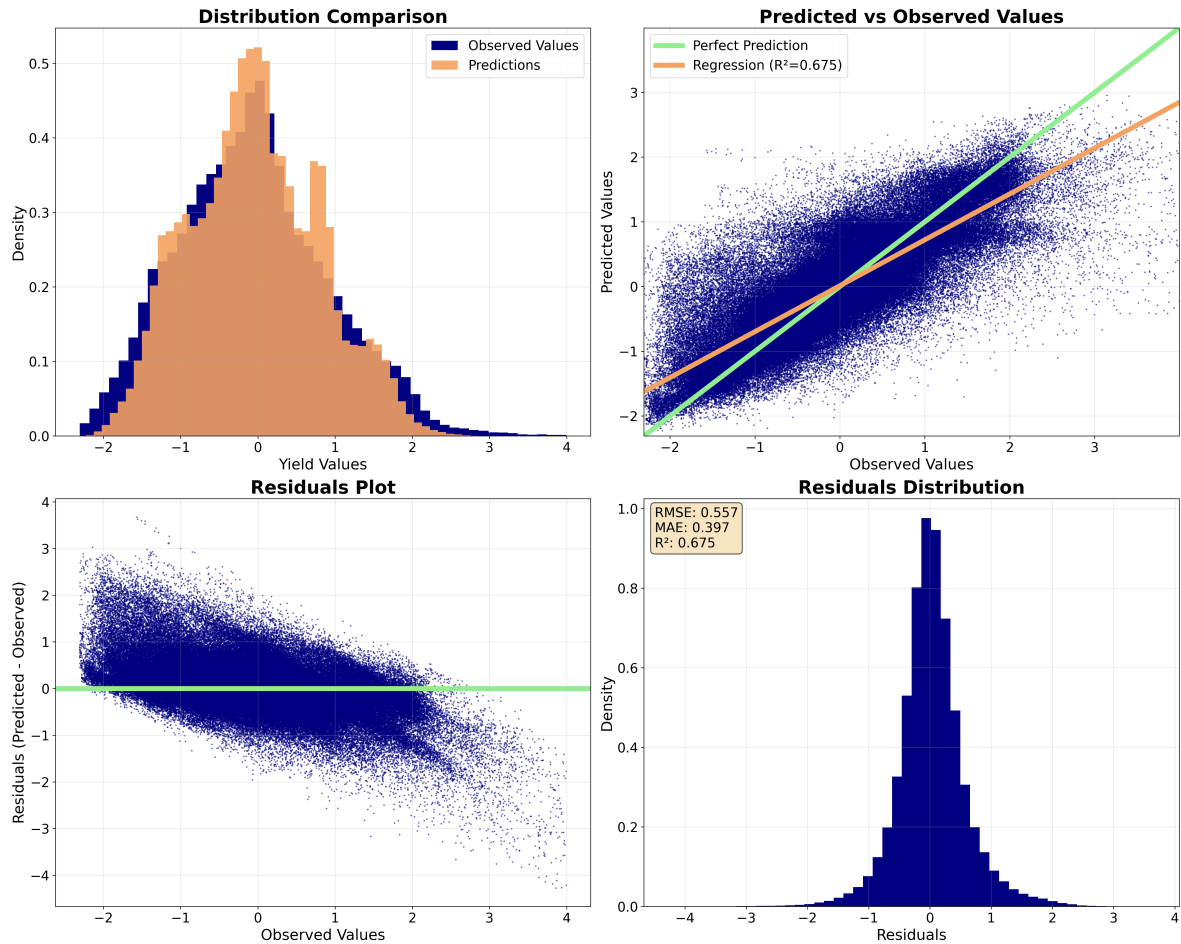 Distribution Comparison
Observed Values
Predictions
Density
0.0
0.1
0.2
0.3
0.4
0.5
−2
−1
0
1
2
3
4
Yield Values
Predicted vs Observed Values
Perfect Prediction
Regression (R²=0.675)
Predicted Values
3
2
1
0
−1
−2
−2
−1
0
1
2
3
Observed Values
Residuals Plot
Residuals (Predicted - Observed)
4
3
2
1
0
−1
−2
−3
−4
−2
−1
0
1
2
3
4
Observed Values
Residuals Distribution
RMSE: 0.557
MAE: 0.397
R²: 0.675
Density
1.0
0.8
0.6
0.4
0.2
0.0
−4
−3
−2
−1
0
1
2
3
4
Residuals